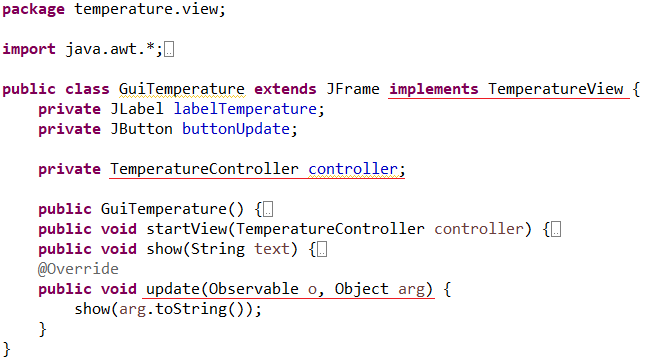 package temperature.view;
import java.awt.*;
public class GuiTemperature extends JFrame implements TemperatureView {
private JLabel labelTemperature;
private JButton buttonUpdate;
private TemperatureController controller;
public GuiTemperature() {
public void startView(TemperatureController controller) {
public void show(String text) {
@Override
public void update(Observable o, Object arg) {
show(arg.toString());
}
}